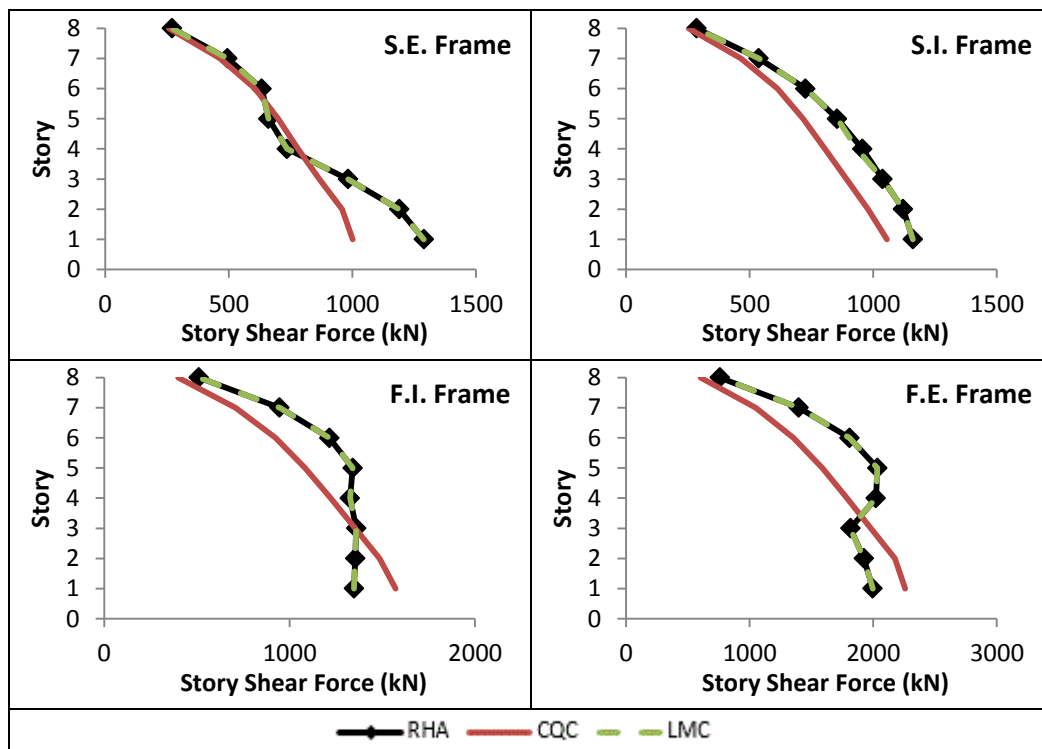 S.E. Frame
Story
8
7
6
5
4
3
2
1
0
0 500 1000 1500
Story Shear Force (kN)
S.I. Frame
8
7
6
5
4
3
2
1
0
0 500 1000 1500
Story Shear Force (kN)
F.I. Frame
Story
8
7
6
5
4
3
2
1
0
0 1000 2000
Story Shear Force (kN)
F.E. Frame
8
7
6
5
4
3
2
1
0
0 1000 2000 3000
Story Shear Force (kN)
RHA CQC LMC